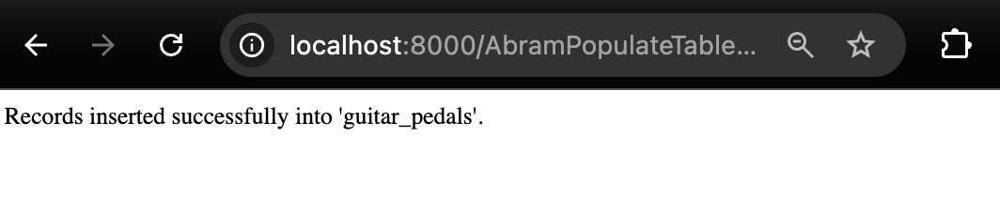 localhost:8000/AbramPopulateTable...
Records inserted successfully into 'guitar_pedals'.